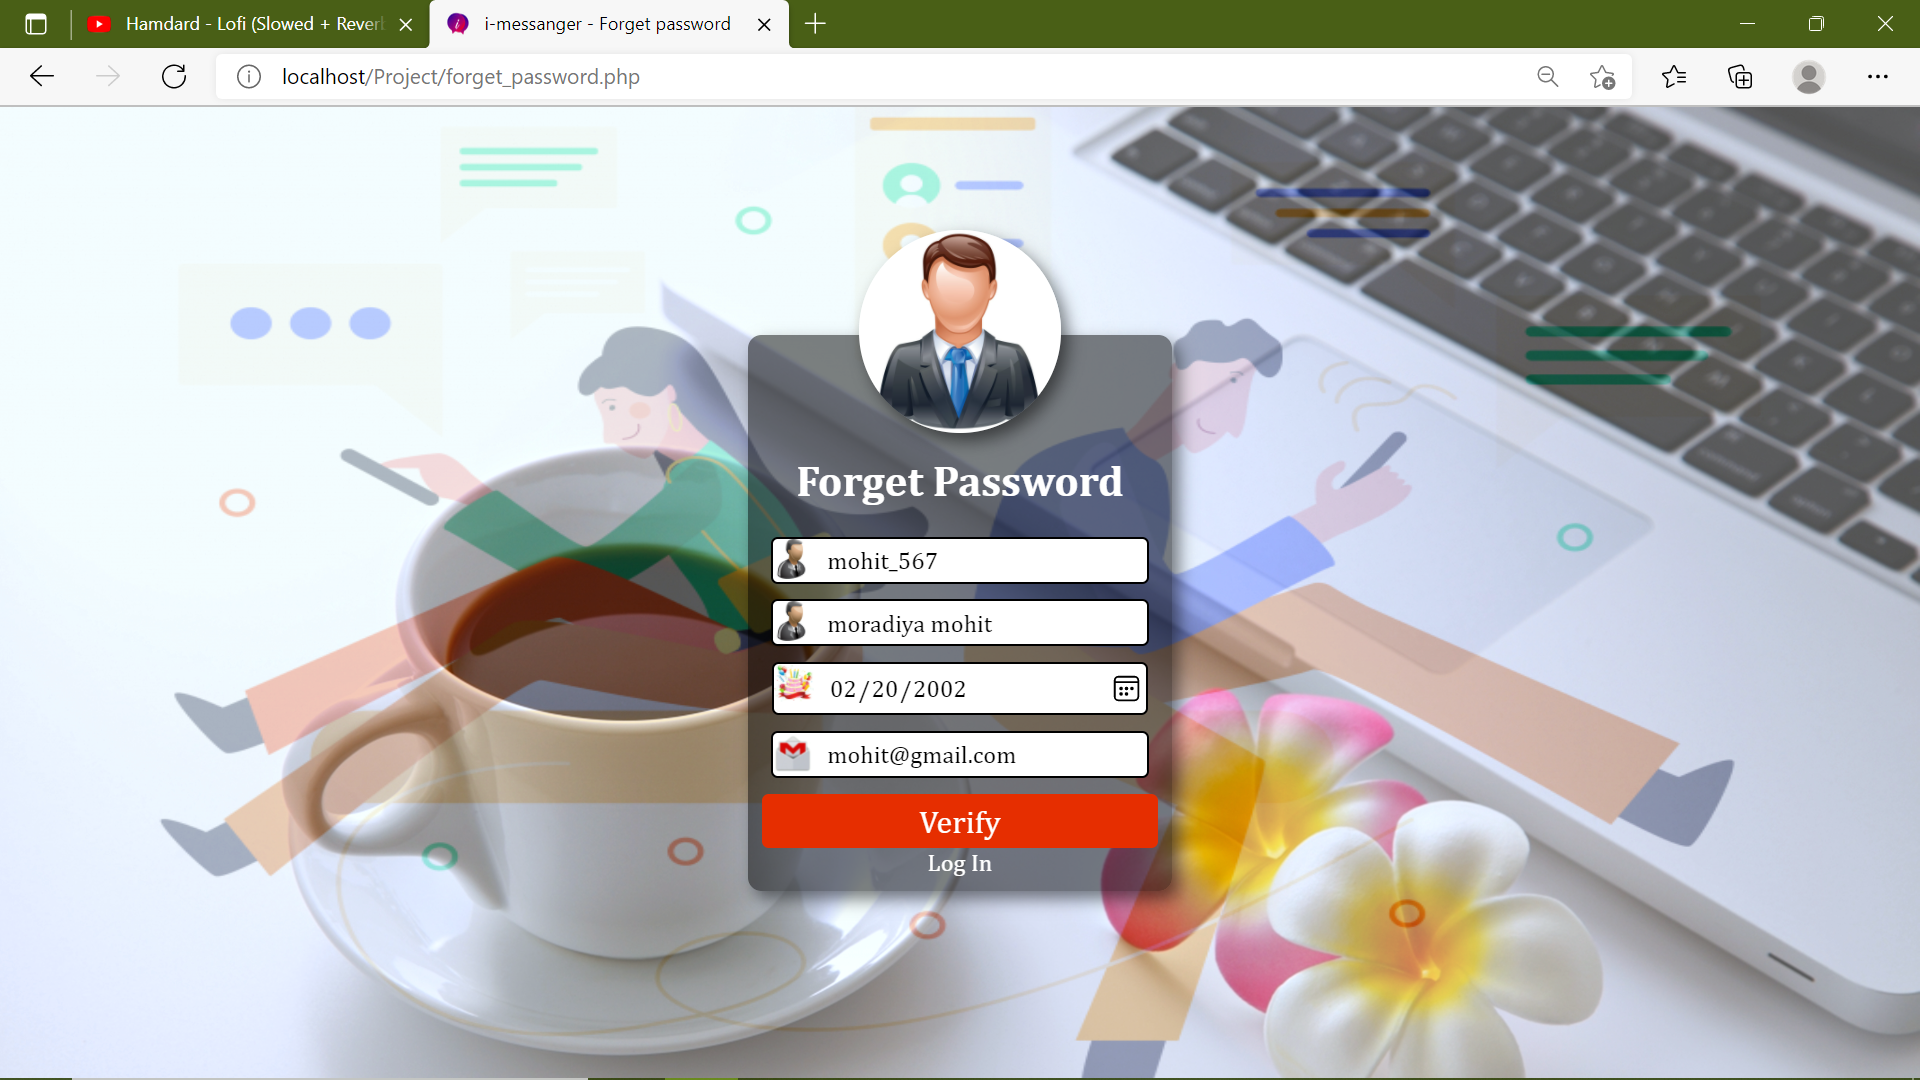 Hamdard - Lofi (Slowed + Rever
i-messanger - Forget password
localhost/Project/forget_password.php
Forget Password
mohit_567
moradiya mohit
02/20/2002
mohit@gmail.com
Verify
Log In